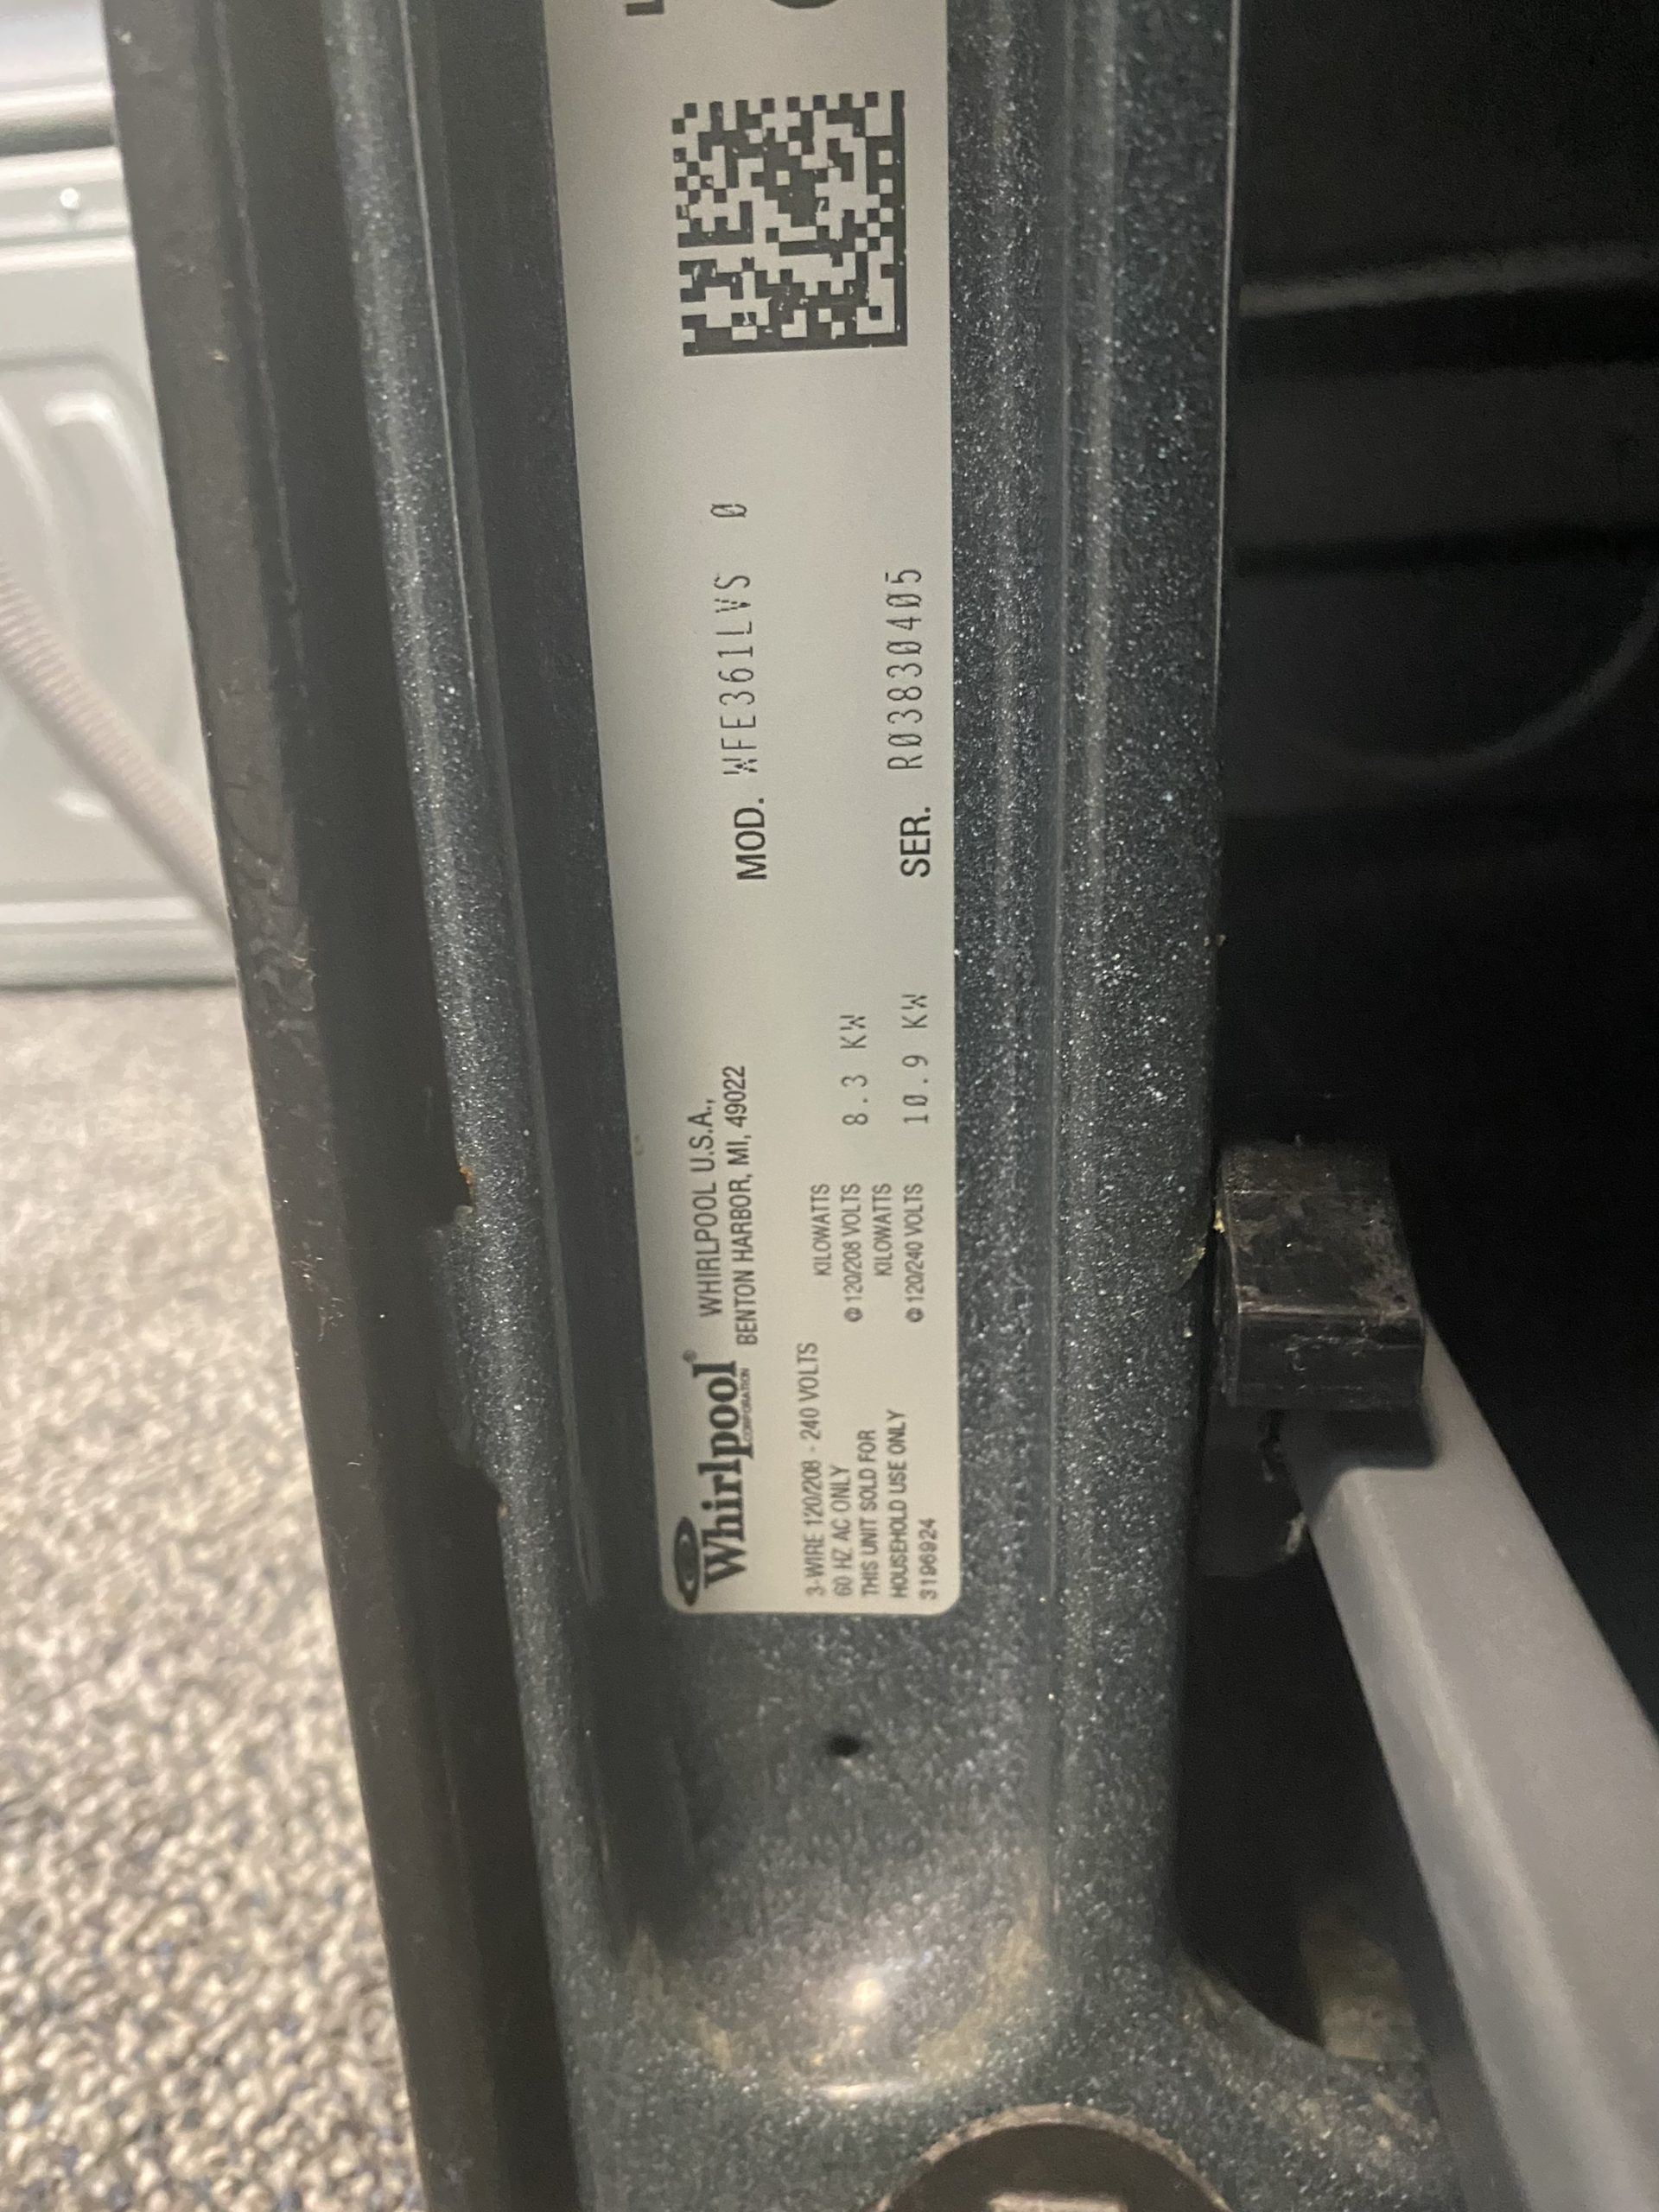 Whirlpool®
CORPORATION
WHIRLPOOL U.S.A.,
BENTON HARBOR, MI, 49022
MOD. WFE361LVS 0
3-WIRE 120/208 - 240 VOLTS
60 HZ AC ONLY
THIS UNIT SOLD FOR
HOUSEHOLD USE ONLY
3196924
KILOWATTS
@120/208 VOLTS 8.3 KW
KILOWATTS
@120/240 VOLTS 10.9 KW
SER. R03830405